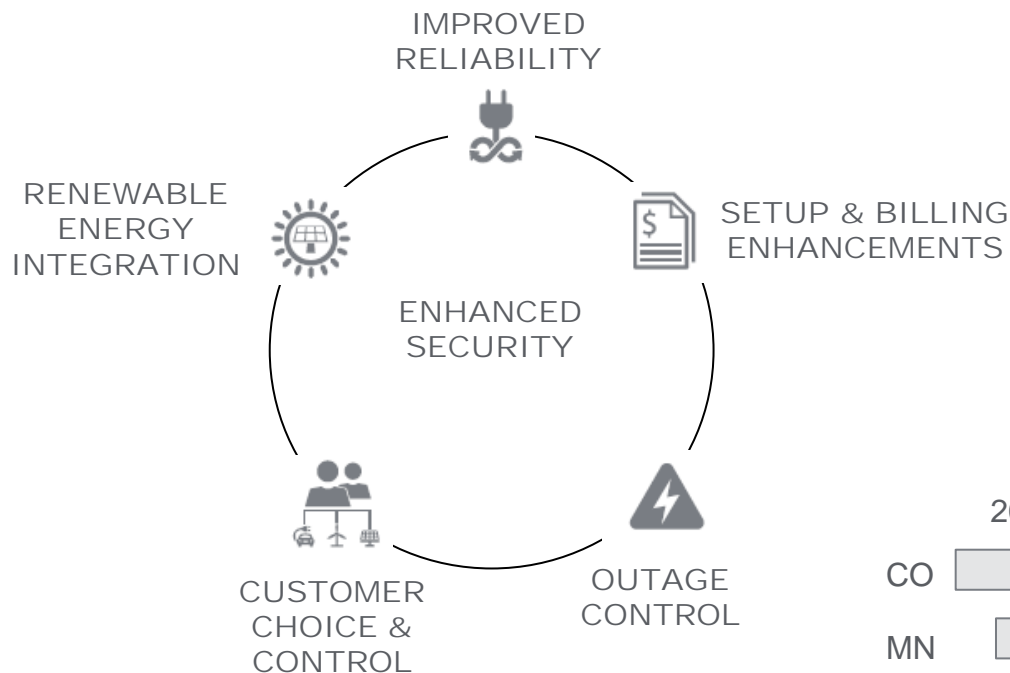 IMPROVED
RELIABILITY
RENEWABLE
ENERGY
INTEGRATION
$
SETUP & BILLING
ENHANCEMENTS
ENHANCED
SECURITY
CUSTOMER
CHOICE &
CONTROL
OUTAGE
CONTROL
CO
MN